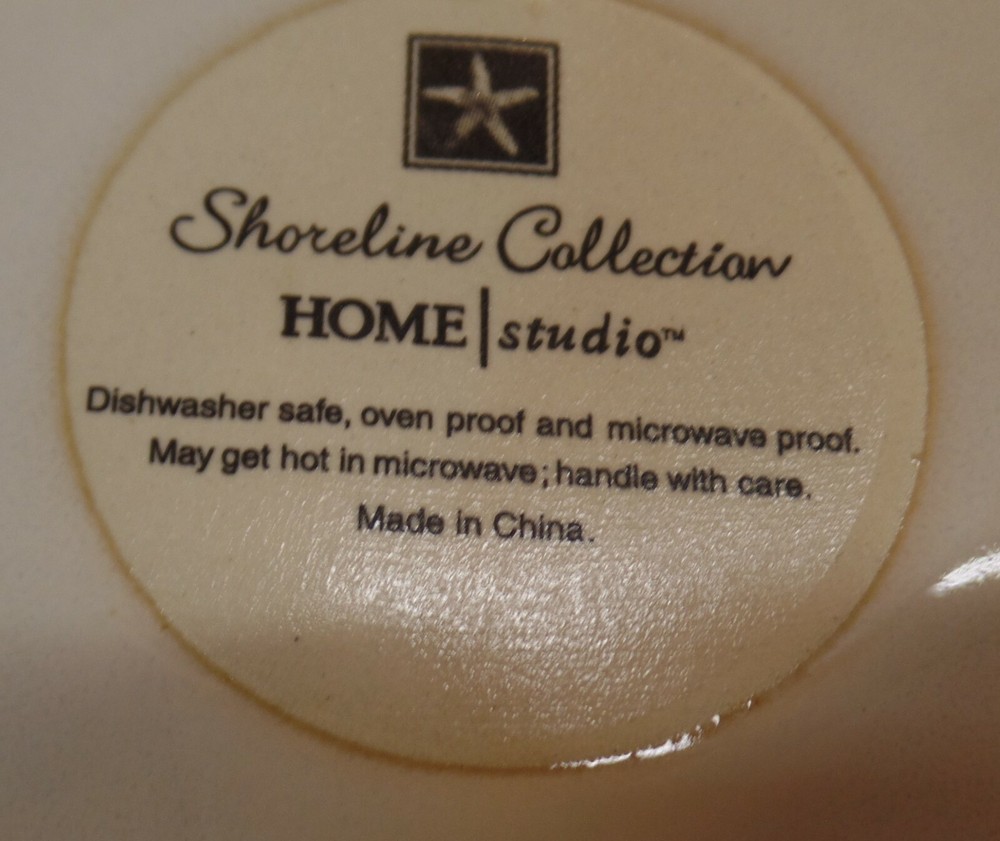 Shoreline Collection
HOME|studio™
Dishwasher safe, oven proof and microwave proof.
May get hot in microwave; handle with care.
Made in China.